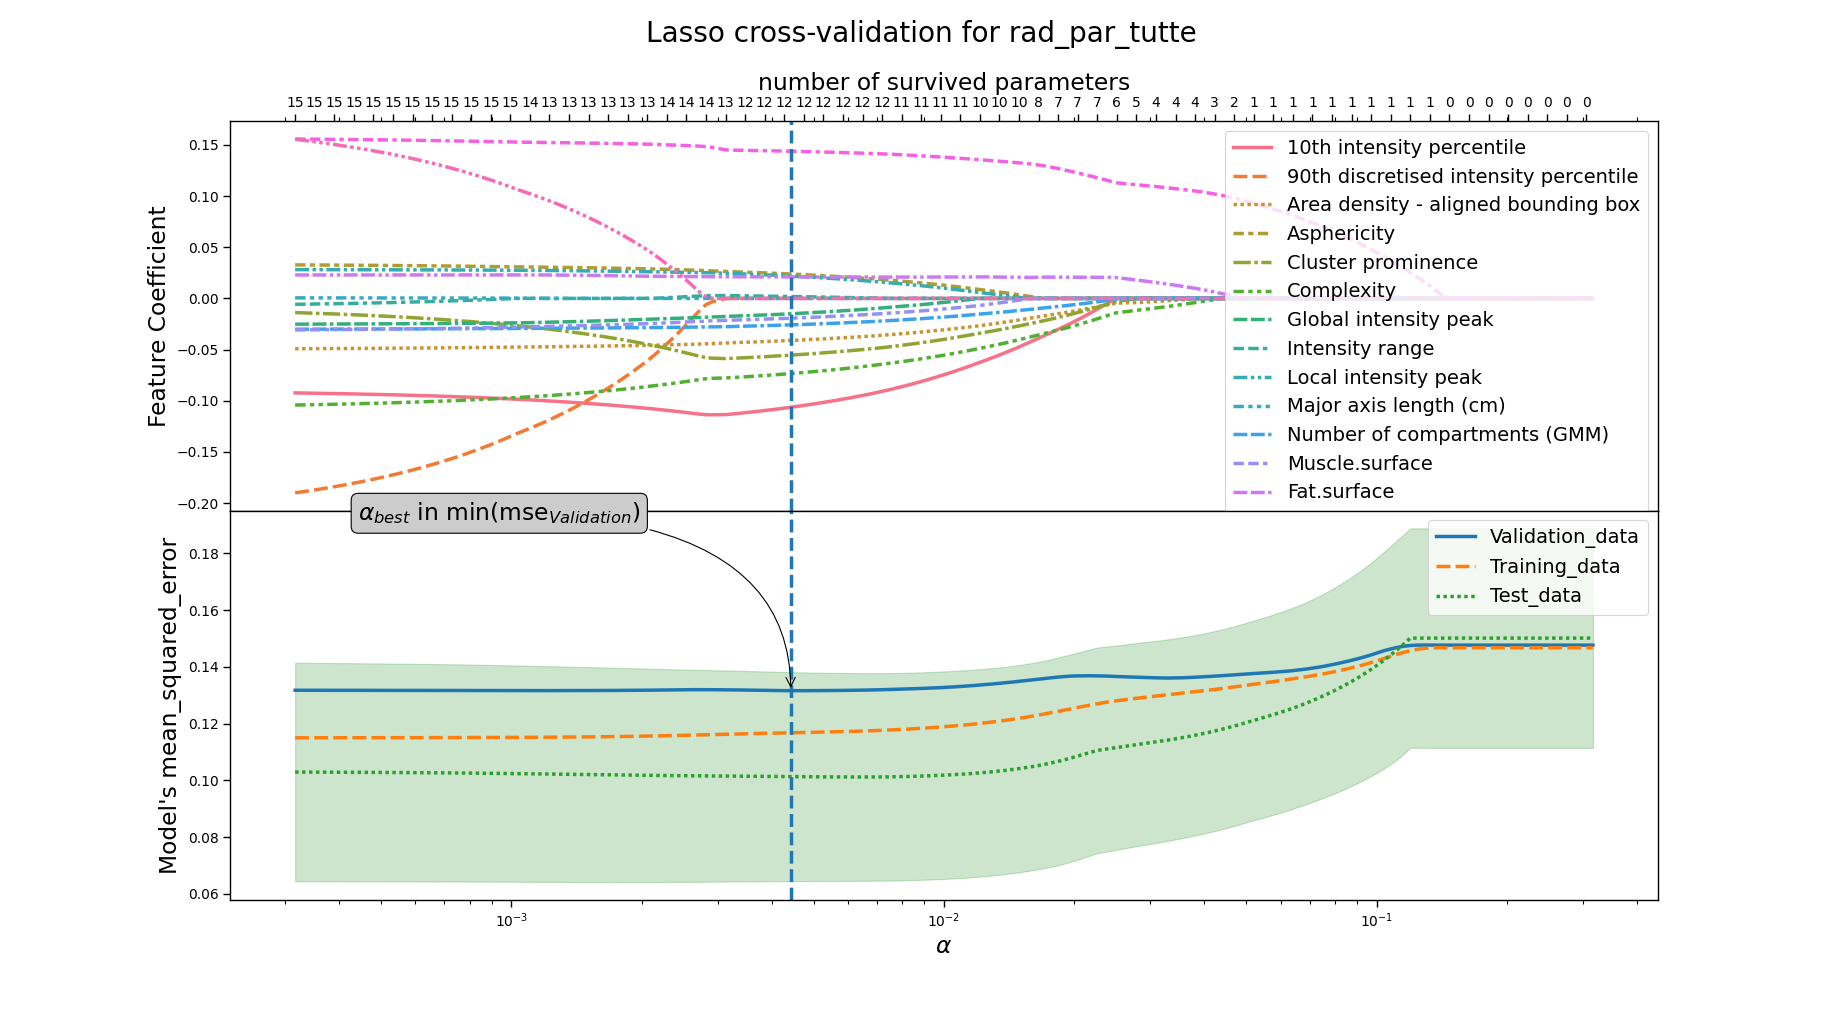 Lasso cross-validation for rad_par_tutte
number of survived parameters
15 15 15 15 15 15 15 15 15 15 15 15 14 13 13 13 13 13 13 14 14 14 13 12 12 12 12 12 12 12 12 11 11 11 11 10 10 10 8 7 7 7 6 5 4 4 4 3 2 1 1 1 1 1 1 1 1 1 1 0 0 0 0 0 0 0 0
Feature Coefficient
0.15
0.10
0.05
0.00
−0.05
−0.10
−0.15
−0.20
10th intensity percentile
90th discretised intensity percentile
Area density - aligned bounding box
Asphericity
Cluster prominence
Complexity
Global intensity peak
Intensity range
Local intensity peak
Major axis length (cm)
Number of compartments (GMM)
Muscle.surface
Fat.surface
α_best in min(mse_Validation)
Model's mean_squared_error
0.18
0.16
0.14
0.12
0.10
0.08
0.06
Validation_data
Training_data
Test_data
10⁻³ 10⁻² 10⁻¹
α